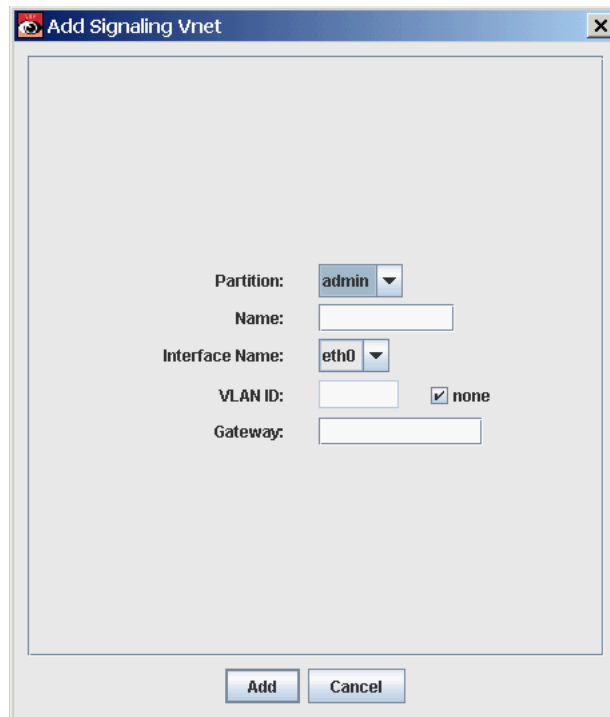 Add Signaling Vnet
Partition: admin
Name:
Interface Name: eth0
VLAN ID: none
Gateway:
Add Cancel